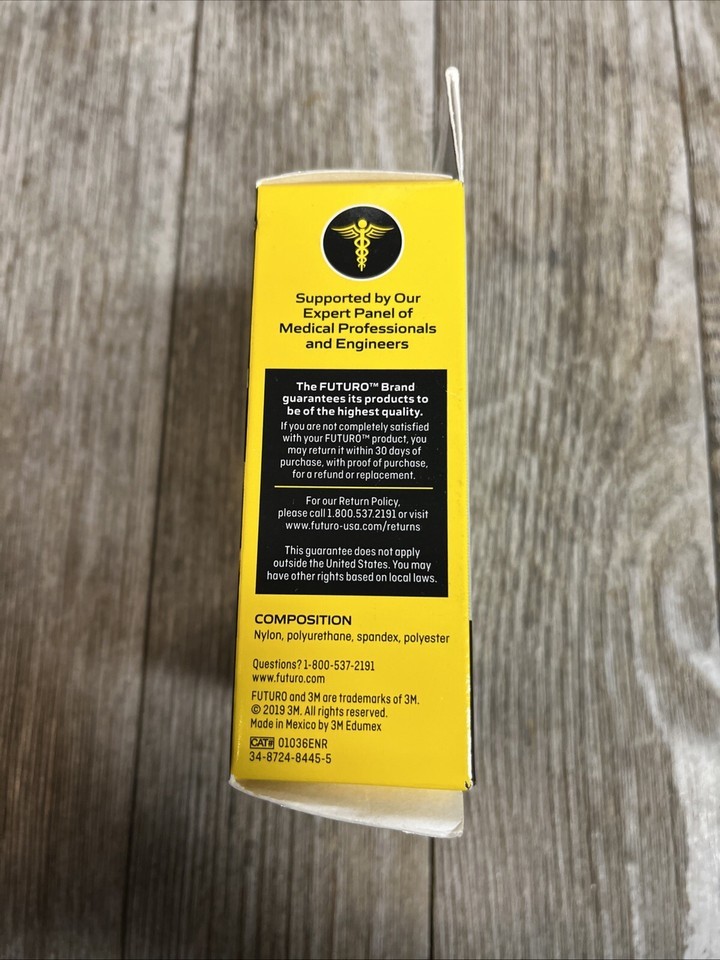 Supported by Our
Expert Panel of
Medical Professionals
and Engineers
The FUTURO™ Brand
guarantees its products to
be of the highest quality.
If you are not completely satisfied
with your FUTURO™ product, you
may return it within 30 days of
purchase, with proof of purchase,
for a refund or replacement.
For our Return Policy,
please call 1.800.537.2191 or visit
www.futuro-usa.com/returns
This guarantee does not apply
outside the United States. You may
have other rights based on local laws.
COMPOSITION
Nylon, polyurethane, spandex, polyester
Questions? 1-800-537-2191
www.futuro.com
FUTURO and 3M are trademarks of 3M.
© 2019 3M. All rights reserved.
Made in Mexico by 3M Edumex
CAT# 01036ENR
34-8724-8445-5